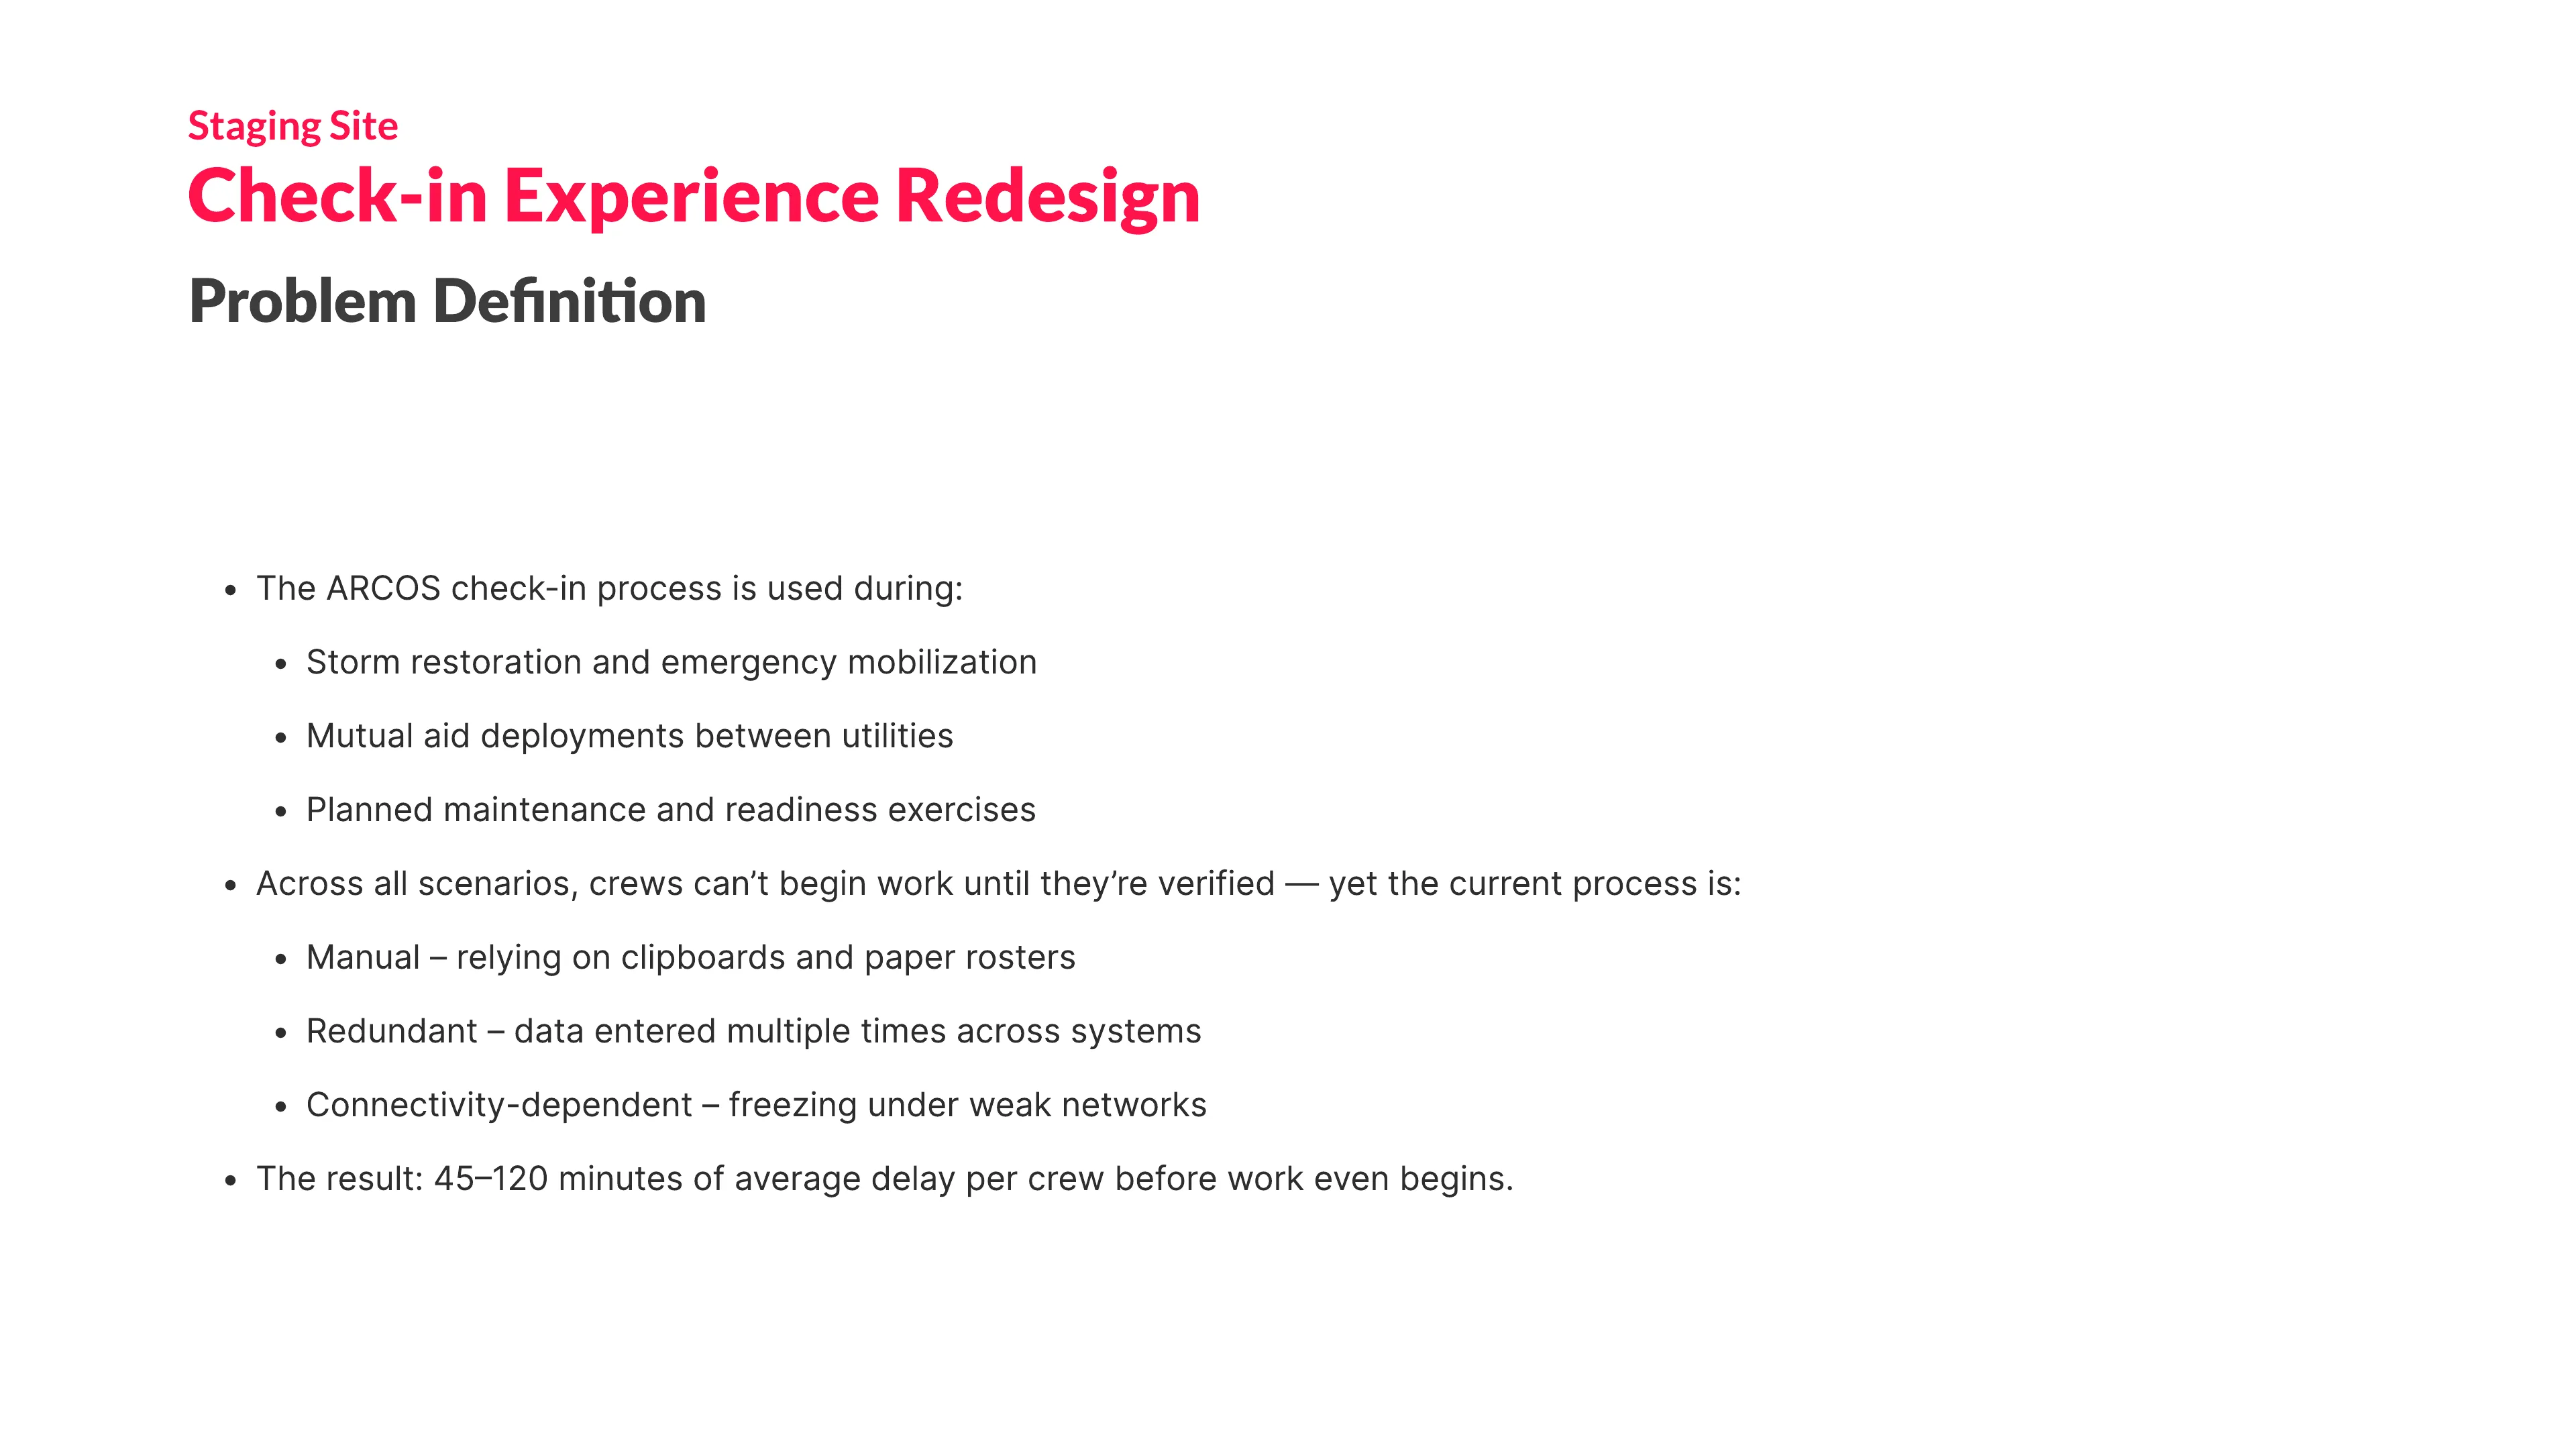 Staging Site
Check-in Experience Redesign
Problem Definition
• The ARCOS check-in process is used during:
• Storm restoration and emergency mobilization
• Mutual aid deployments between utilities
• Planned maintenance and readiness exercises
• Across all scenarios, crews can’t begin work until they’re verified — yet the current process is:
• Manual – relying on clipboards and paper rosters
• Redundant – data entered multiple times across systems
• Connectivity-dependent – freezing under weak networks
• The result: 45–120 minutes of average delay per crew before work even begins.